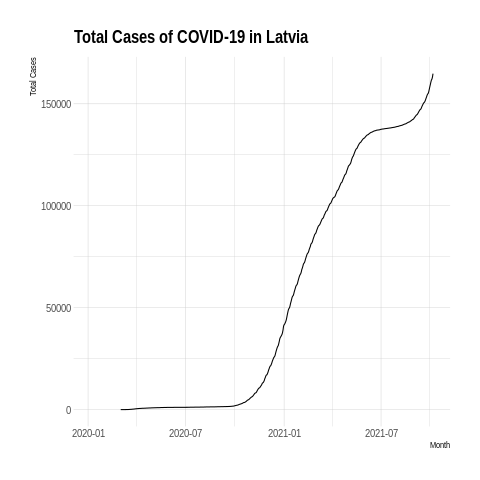 Total Cases of COVID-19 in Latvia
Total Cases
150000
100000
50000
0
2020-01 2020-07 2021-01 2021-07
Month